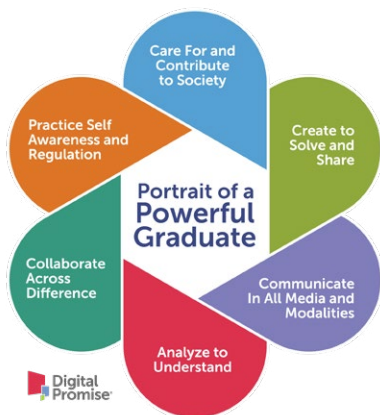 Care For and
Contribute
to Society
Create to
Solve and
Share
Communicate
In All Media and
Modalities
Analyze to
Understand
Collaborate
Across
Difference
Practice Self
Awareness and
Regulation
Portrait of a
Powerful
Graduate
Digital
Promise